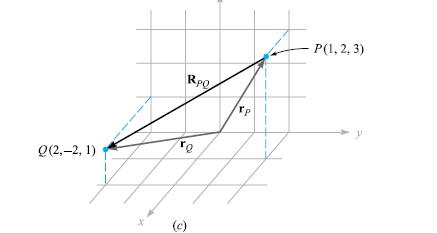 P(1, 2, 3)
R_PQ
r_P
y
r_Q
Q(2,–2, 1)
x
(c)